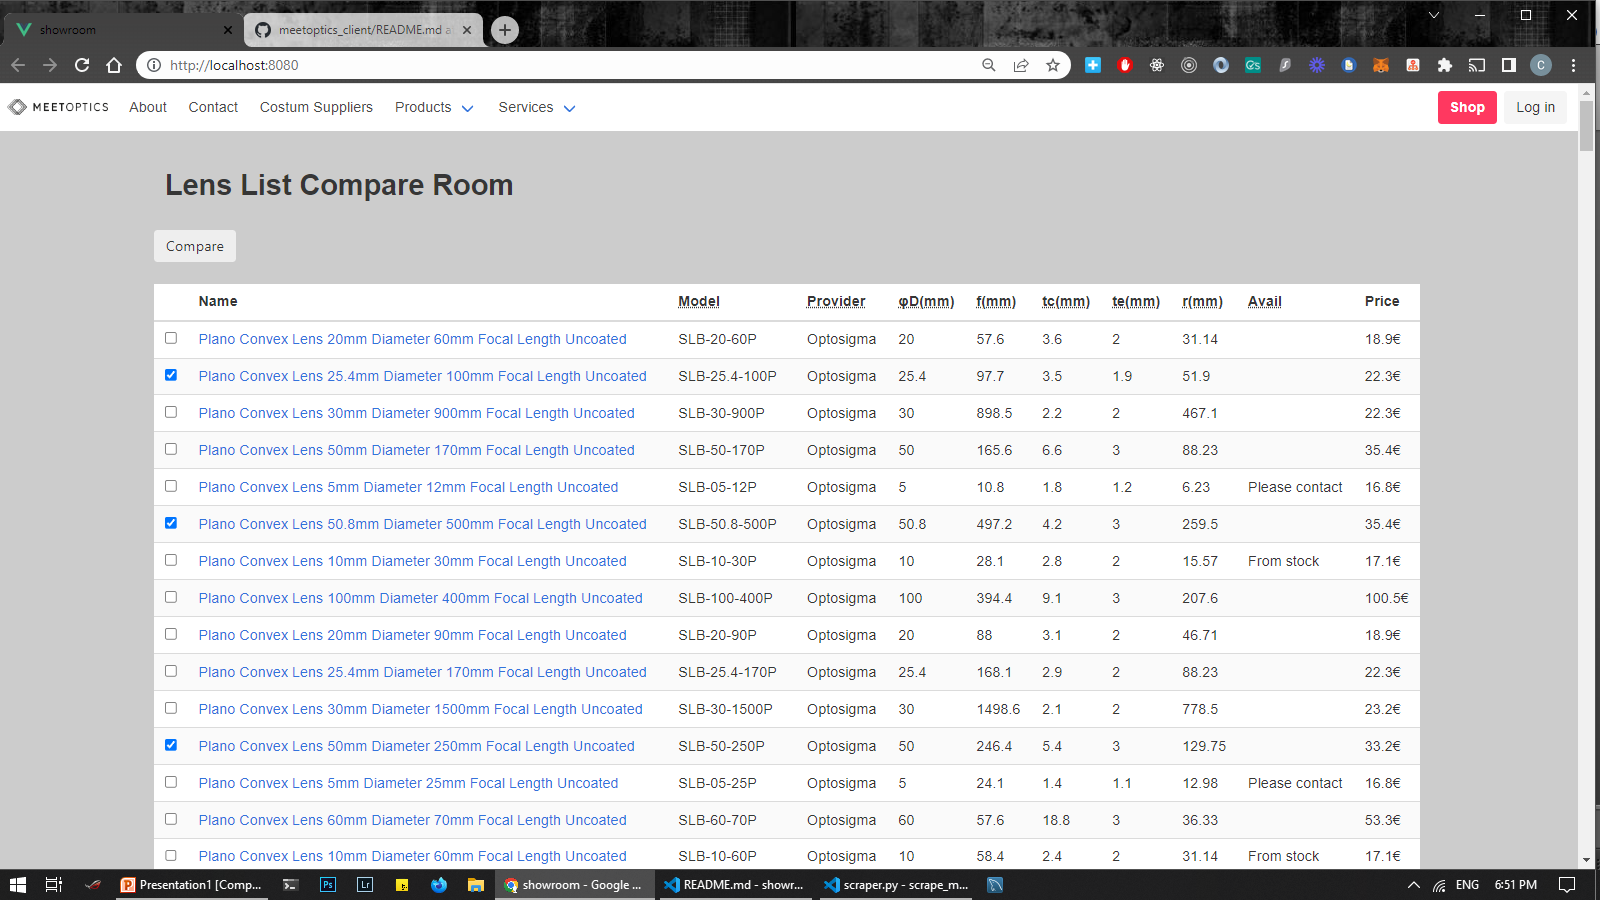 showroom
meetoptics_client/README.md a
http://localhost:8080
MEETOPTICS About Contact Costum Suppliers Products Services Shop Log in
Lens List Compare Room
Compare
Name Model Provider φD(mm) f(mm) tc(mm) te(mm) r(mm) Avail Price
Plano Convex Lens 20mm Diameter 60mm Focal Length Uncoated SLB-20-60P Optosigma 20 57.6 3.6 2 31.14 18.9€
Plano Convex Lens 25.4mm Diameter 100mm Focal Length Uncoated SLB-25.4-100P Optosigma 25.4 97.7 3.5 1.9 51.9 22.3€
Plano Convex Lens 30mm Diameter 900mm Focal Length Uncoated SLB-30-900P Optosigma 30 898.5 2.2 2 467.1 22.3€
Plano Convex Lens 50mm Diameter 170mm Focal Length Uncoated SLB-50-170P Optosigma 50 165.6 6.6 3 88.23 35.4€
Plano Convex Lens 5mm Diameter 12mm Focal Length Uncoated SLB-05-12P Optosigma 5 10.8 1.8 1.2 6.23 Please contact 16.8€
Plano Convex Lens 50.8mm Diameter 500mm Focal Length Uncoated SLB-50.8-500P Optosigma 50.8 497.2 4.2 3 259.5 35.4€
Plano Convex Lens 10mm Diameter 30mm Focal Length Uncoated SLB-10-30P Optosigma 10 28.1 2.8 2 15.57 From stock 17.1€
Plano Convex Lens 100mm Diameter 400mm Focal Length Uncoated SLB-100-400P Optosigma 100 394.4 9.1 3 207.6 100.5€
Plano Convex Lens 20mm Diameter 90mm Focal Length Uncoated SLB-20-90P Optosigma 20 88 3.1 2 46.71 18.9€
Plano Convex Lens 25.4mm Diameter 170mm Focal Length Uncoated SLB-25.4-170P Optosigma 25.4 168.1 2.9 2 88.23 22.3€
Plano Convex Lens 30mm Diameter 1500mm Focal Length Uncoated SLB-30-1500P Optosigma 30 1498.6 2.1 2 778.5 23.2€
Plano Convex Lens 50mm Diameter 250mm Focal Length Uncoated SLB-50-250P Optosigma 50 246.4 5.4 3 129.75 33.2€
Plano Convex Lens 5mm Diameter 25mm Focal Length Uncoated SLB-05-25P Optosigma 5 24.1 1.4 1.1 12.98 Please contact 16.8€
Plano Convex Lens 60mm Diameter 70mm Focal Length Uncoated SLB-60-70P Optosigma 60 57.6 18.8 3 36.33 53.3€
Plano Convex Lens 10mm Diameter 60mm Focal Length Uncoated SLB-10-60P Optosigma 10 58.4 2.4 2 31.14 From stock 17.1€
Presentation1 [Comp... Ps Lr showroom - Google ... README.md - showr... scraper.py - scrape_m... ENG 6:51 PM